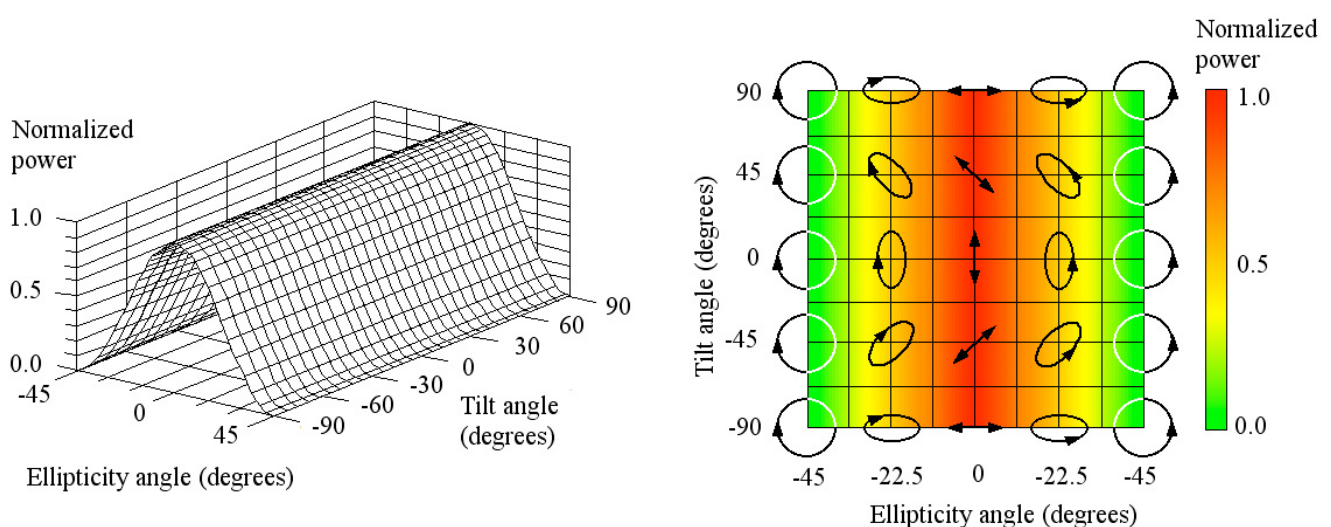 Normalized
power
1.0
0.5
0.0
-45
0
45
-90
-60
-30
0
30
60
90
Tilt angle
(degrees)
Ellipticity angle (degrees)
Normalized
power
1.0
0.5
0.0
90
45
0
-45
-90
Tilt angle (degrees)
-45
-22.5
0
-22.5
-45
Ellipticity angle (degrees)